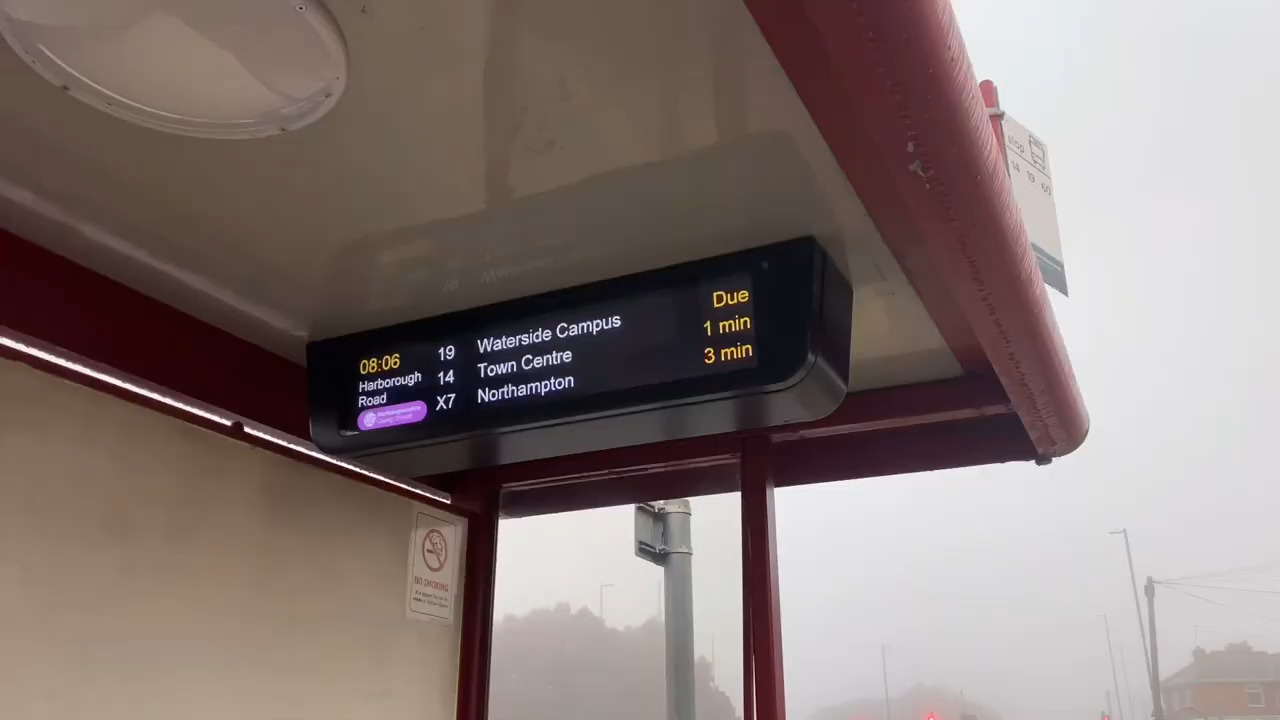 08:06
Harborough
Road
19 Waterside Campus Due
14 Town Centre 1 min
X7 Northampton 3 min
stop
14 19 60
NO SMOKING